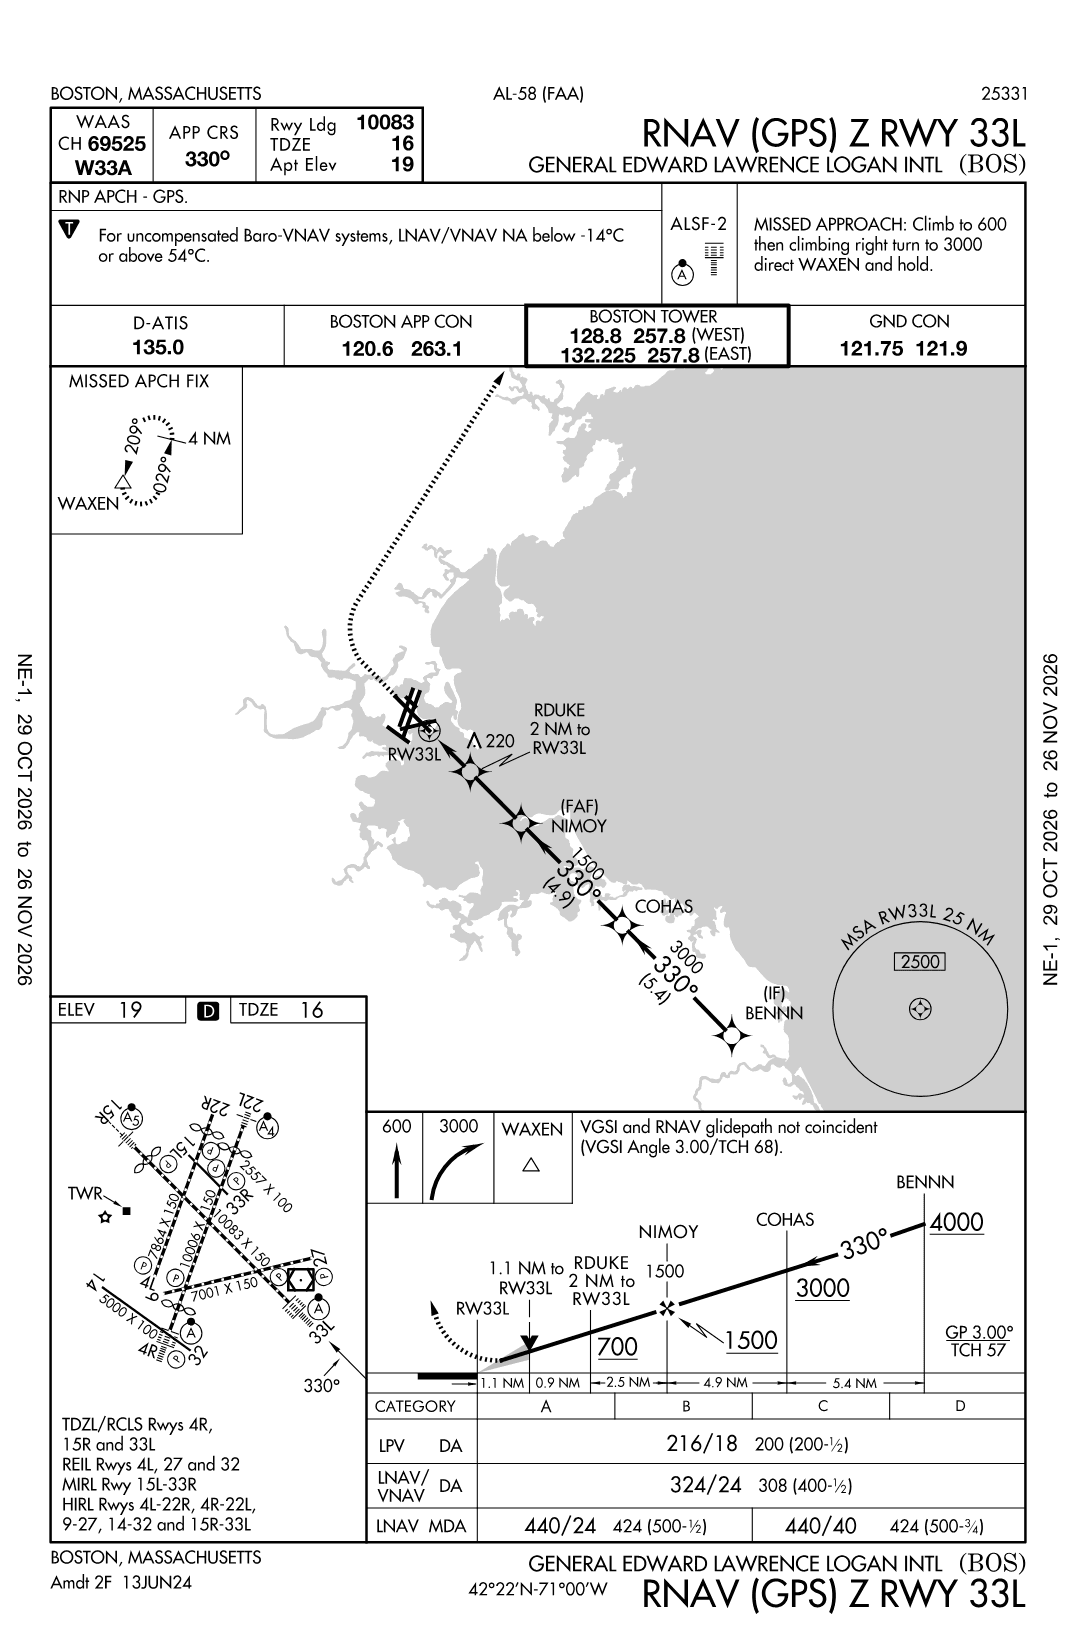 BOSTON, MASSACHUSETTS
AL-58 (FAA)
25331
WAAS
CH 69525
W33A
APP CRS
330°
Rwy Ldg 10083
TDZE 16
Apt Elev 19
RNAV (GPS) Z RWY 33L
GENERAL EDWARD LAWRENCE LOGAN INTL (BOS)
RNP APCH - GPS.
T
For uncompensated Baro-VNAV systems, LNAV/VNAV NA below -14°C
or above 54°C.
ALSF-2
A
MISSED APPROACH: Climb to 600
then climbing right turn to 3000
direct WAXEN and hold.
D-ATIS
135.0
BOSTON APP CON
120.6 263.1
BOSTON TOWER
128.8 257.8 (WEST)
132.225 257.8 (EAST)
GND CON
121.75 121.9
MISSED APCH FIX
209°
4 NM
029°
WAXEN
RDUKE
2 NM to
RW33L
220
RW33L
(FAF)
NIMOY
1500
330°
(4.9)
COHAS
3000
330°
(5.4)
(IF)
BENNN
MSA RW33L 25 NM
2500
NE-1, 29 OCT 2026 to 26 NOV 2026
NE-1, 29 OCT 2026 to 26 NOV 2026
ELEV 19
D
TDZE 16
15R
A5
22R
22L
A4
15L
P
P
P
P
2557 X 100
33R
TWR
7864 X 150
10006 X 150
10083 X 150
27
P
4L
P
9
7001 X 150
P
P
14
5000 X 100
A
A
33L
4R
P
32
330°
TDZL/RCLS Rwys 4R,
15R and 33L
REIL Rwys 4L, 27 and 32
MIRL Rwy 15L-33R
HIRL Rwys 4L-22R, 4R-22L,
9-27, 14-32 and 15R-33L
600
3000
WAXEN
VGSI and RNAV glidepath not coincident
(VGSI Angle 3.00/TCH 68).
BENNN
4000
COHAS
330°
3000
NIMOY
1500
RDUKE
2 NM to
RW33L
1.1 NM to
RW33L
RW33L
700
1500
GP 3.00°
TCH 57
1.1 NM
0.9 NM
2.5 NM
4.9 NM
5.4 NM
CATEGORY A B C D
LPV DA 216/18 200 (200-½)
LNAV/
VNAV DA 324/24 308 (400-½)
LNAV MDA 440/24 424 (500-½) 440/40 424 (500-¾)
BOSTON, MASSACHUSETTS
Amdt 2F 13JUN24
42°22'N-71°00'W
GENERAL EDWARD LAWRENCE LOGAN INTL (BOS)
RNAV (GPS) Z RWY 33L